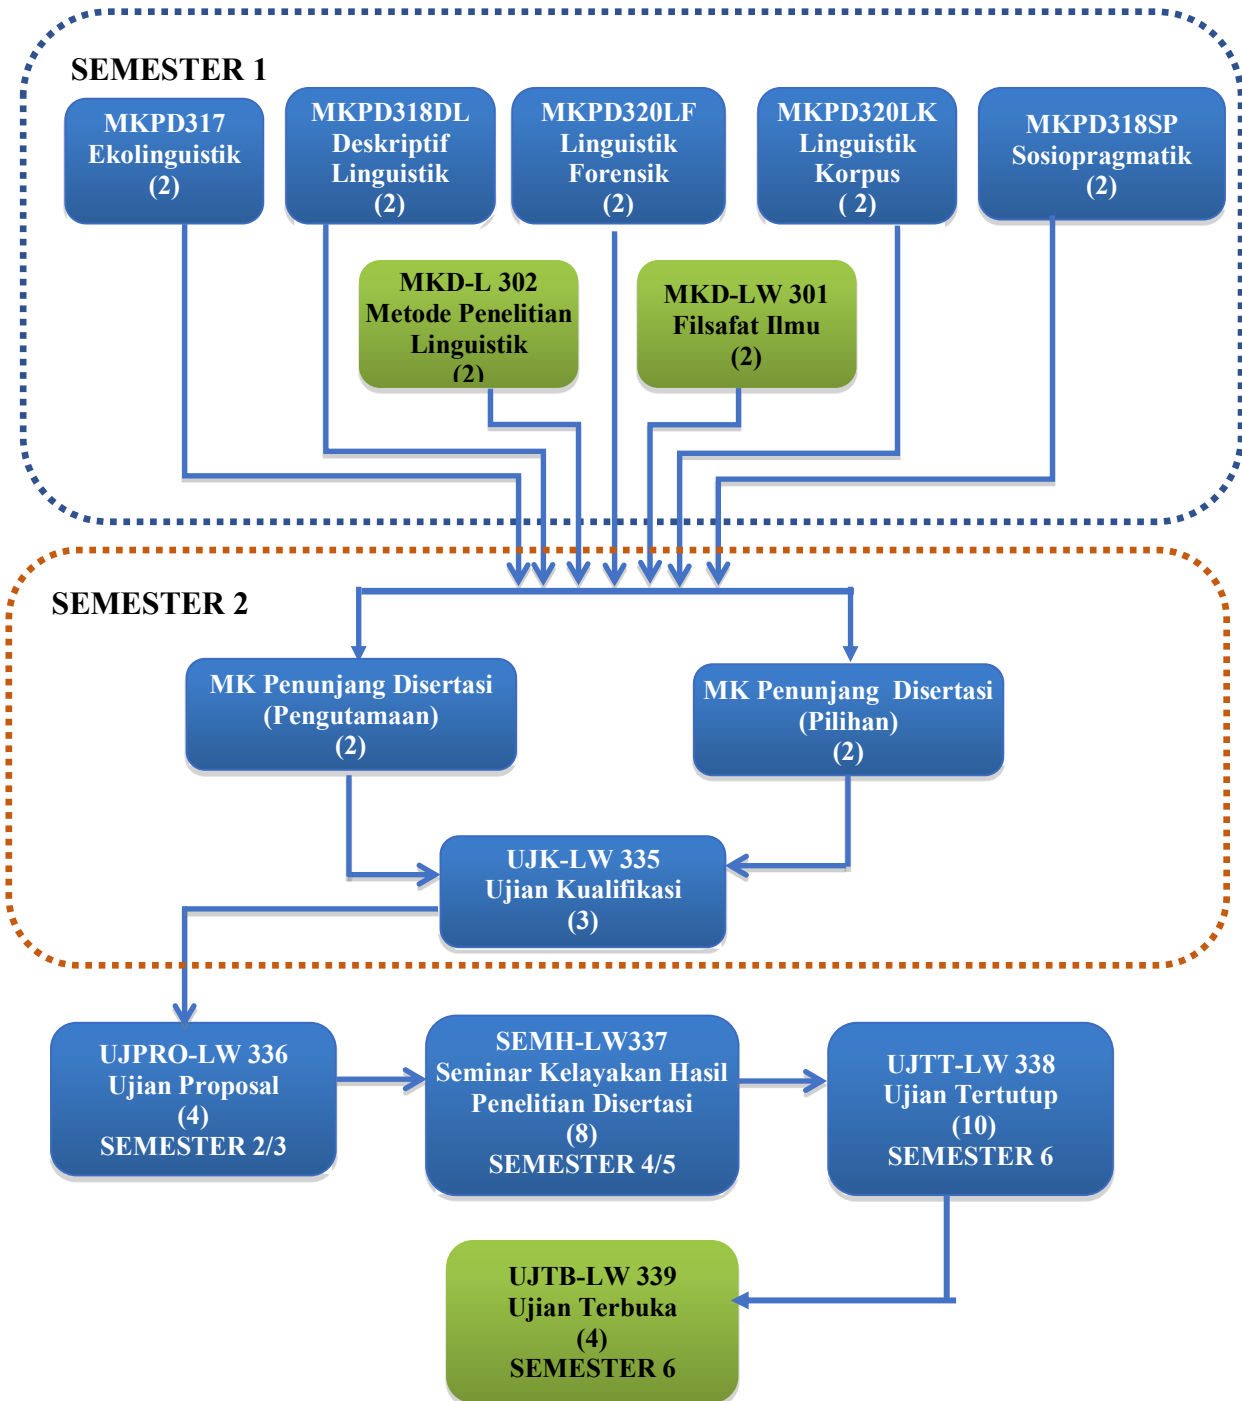 SEMESTER 1
MKPD317
Ekolinguistik
(2)
MKPD318DL
Deskriptif
Linguistik
(2)
MKPD320LF
Linguistik
Forensik
(2)
MKPD320LK
Linguistik
Korpus
( 2)
MKPD318SP
Sosiopragmatik
(2)
MKD-L 302
Metode Penelitian
Linguistik
(2)
MKD-LW 301
Filsafat Ilmu
(2)
SEMESTER 2
MK Penunjang Disertasi
(Pengutamaan)
(2)
MK Penunjang Disertasi
(Pilihan)
(2)
UJK-LW 335
Ujian Kualifikasi
(3)
UJPRO-LW 336
Ujian Proposal
(4)
SEMESTER 2/3
SEMH-LW337
Seminar Kelayakan Hasil
Penelitian Disertasi
(8)
SEMESTER 4/5
UJTT-LW 338
Ujian Tertutup
(10)
SEMESTER 6
UJTB-LW 339
Ujian Terbuka
(4)
SEMESTER 6